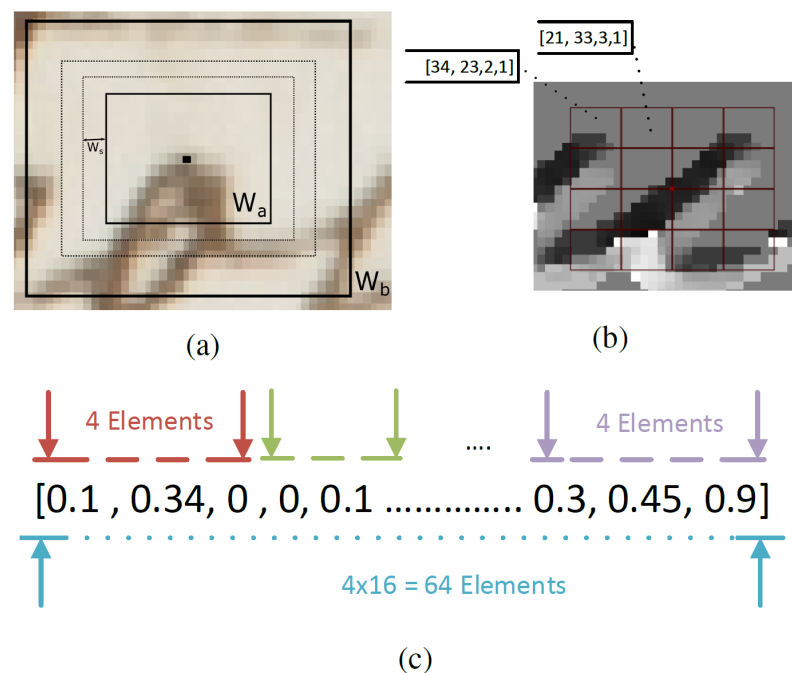 [21, 33,3,1]
[34, 23,2,1]
Ws
Wa
Wb
(a)
(b)
4 Elements
....
4 Elements
[0.1 , 0.34, 0 , 0, 0.1 .............. 0.3, 0.45, 0.9]
4x16 = 64 Elements
(c)